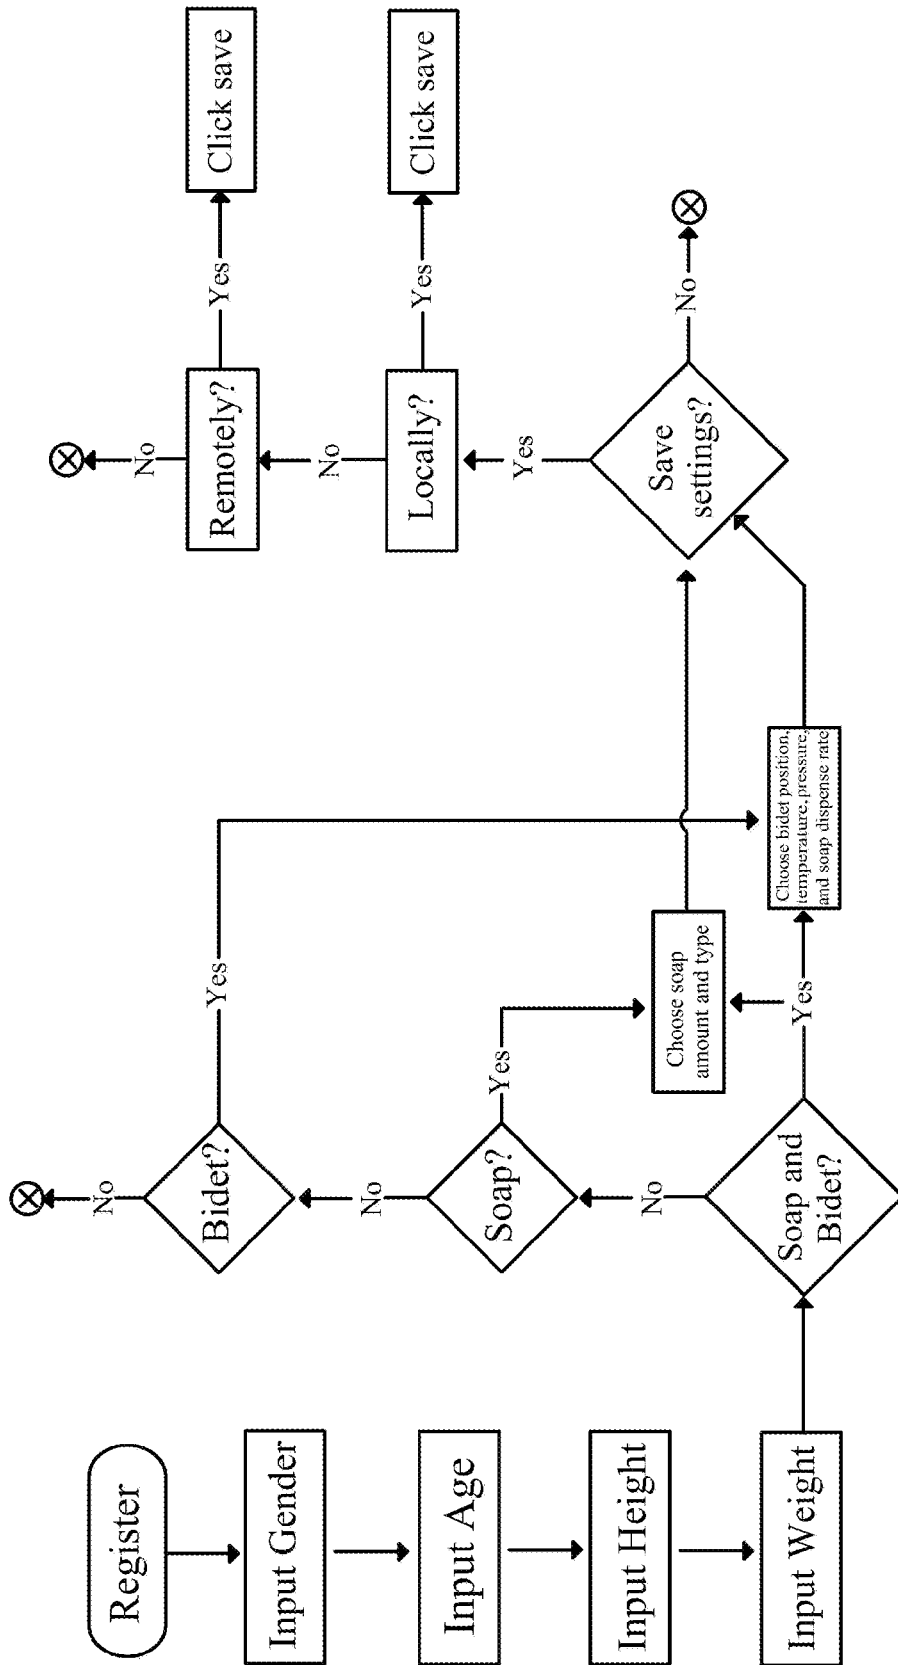 Register
Input Gender
Input Age
Input Height
Input Weight
Soap and
Bidet?
No
Yes
Soap?
No
Yes
Bidet?
No
Yes
Choose soap
amount and type
Choose bidet position,
temperature, pressure,
and soap dispense rate
Save
settings?
No
Yes
Locally?
No
Yes
Click save
Remotely?
No
Yes
Click save